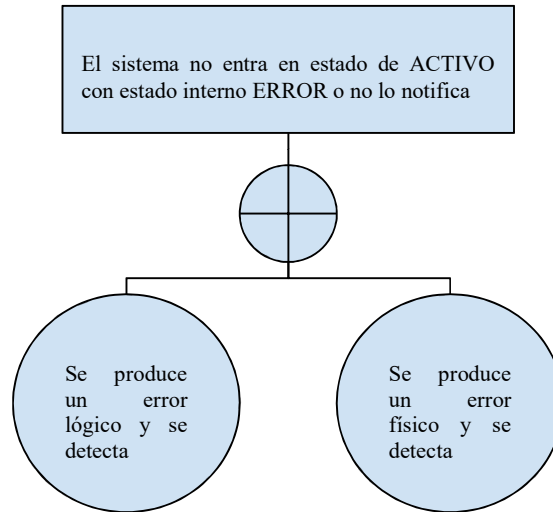 El sistema no entra en estado de ACTIVO
con estado interno ERROR o no lo notifica
Se produce
un error
lógico y se
detecta
Se produce
un error
físico y se
detecta